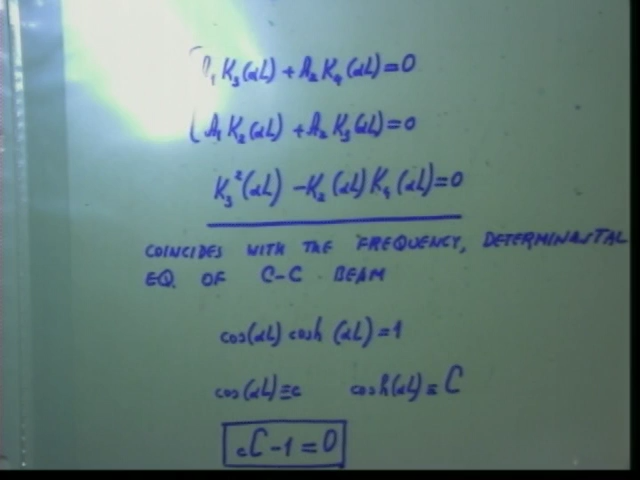 A₁ K₃(αL) + A₂ K₄(αL) = 0
A₁ K₂(αL) + A₂ K₃(αL) = 0
K₃²(αL) - K₂(αL) K₄(αL) = 0
COINCIDES WITH THE FREQUENCY, DETERMINANTAL
EQ. OF C-C BEAM
cos(αL) cosh (αL) = 1
cos(αL) ≡ c cosh(αL) ≡ C
cC - 1 = 0